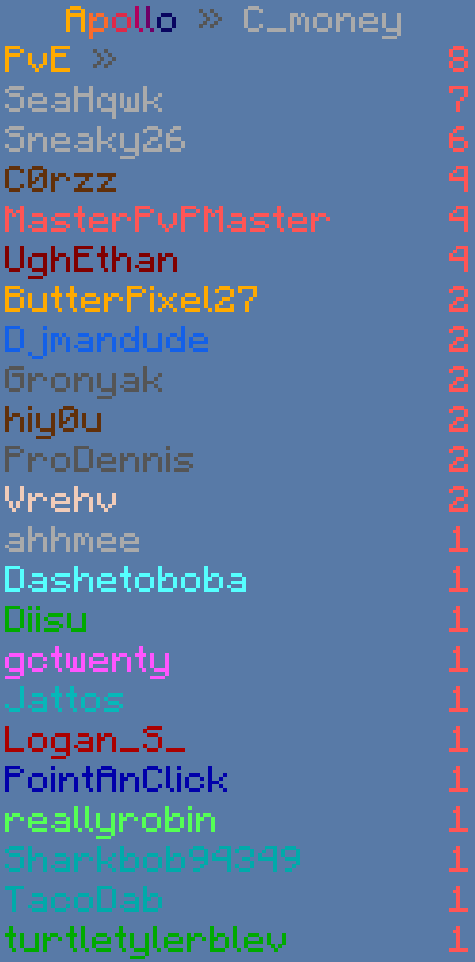 Apollo » C_money
PvE » 8
SeaHqwk 7
Sneaky26 6
C0rzz 4
MasterPvPMaster 4
UghEthan 4
ButterPixel27 2
D_jmandude 2
Gronyak 2
hiy0u 2
ProDennis 2
Vrehv 2
ahhmee 1
Dashetoboba 1
Diisu 1
gctwenty 1
Jattos 1
Logan_S_ 1
PointAnClick 1
reallyrobin 1
Sharkbob94349 1
TacoDab 1
turtletylerblev 1